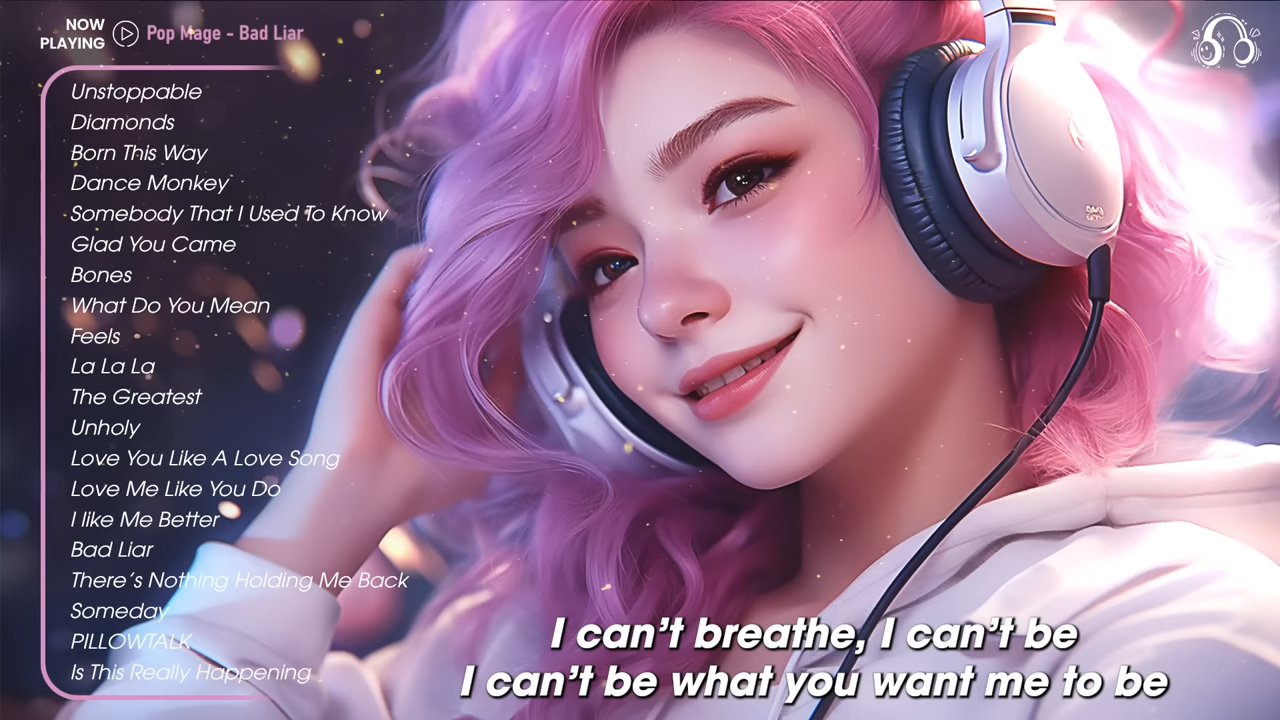 NOW
PLAYING
Pop Mage - Bad Liar
Unstoppable
Diamonds
Born This Way
Dance Monkey
Somebody That I Used To Know
Glad You Came
Bones
What Do You Mean
Feels
La La La
The Greatest
Unholy
Love You Like A Love Song
Love Me Like You Do
I like Me Better
Bad Liar
There's Nothing Holding Me Back
Someday
PILLOWTALK
Is This Really Happening
I can't breathe, I can't be
I can't be what you want me to be